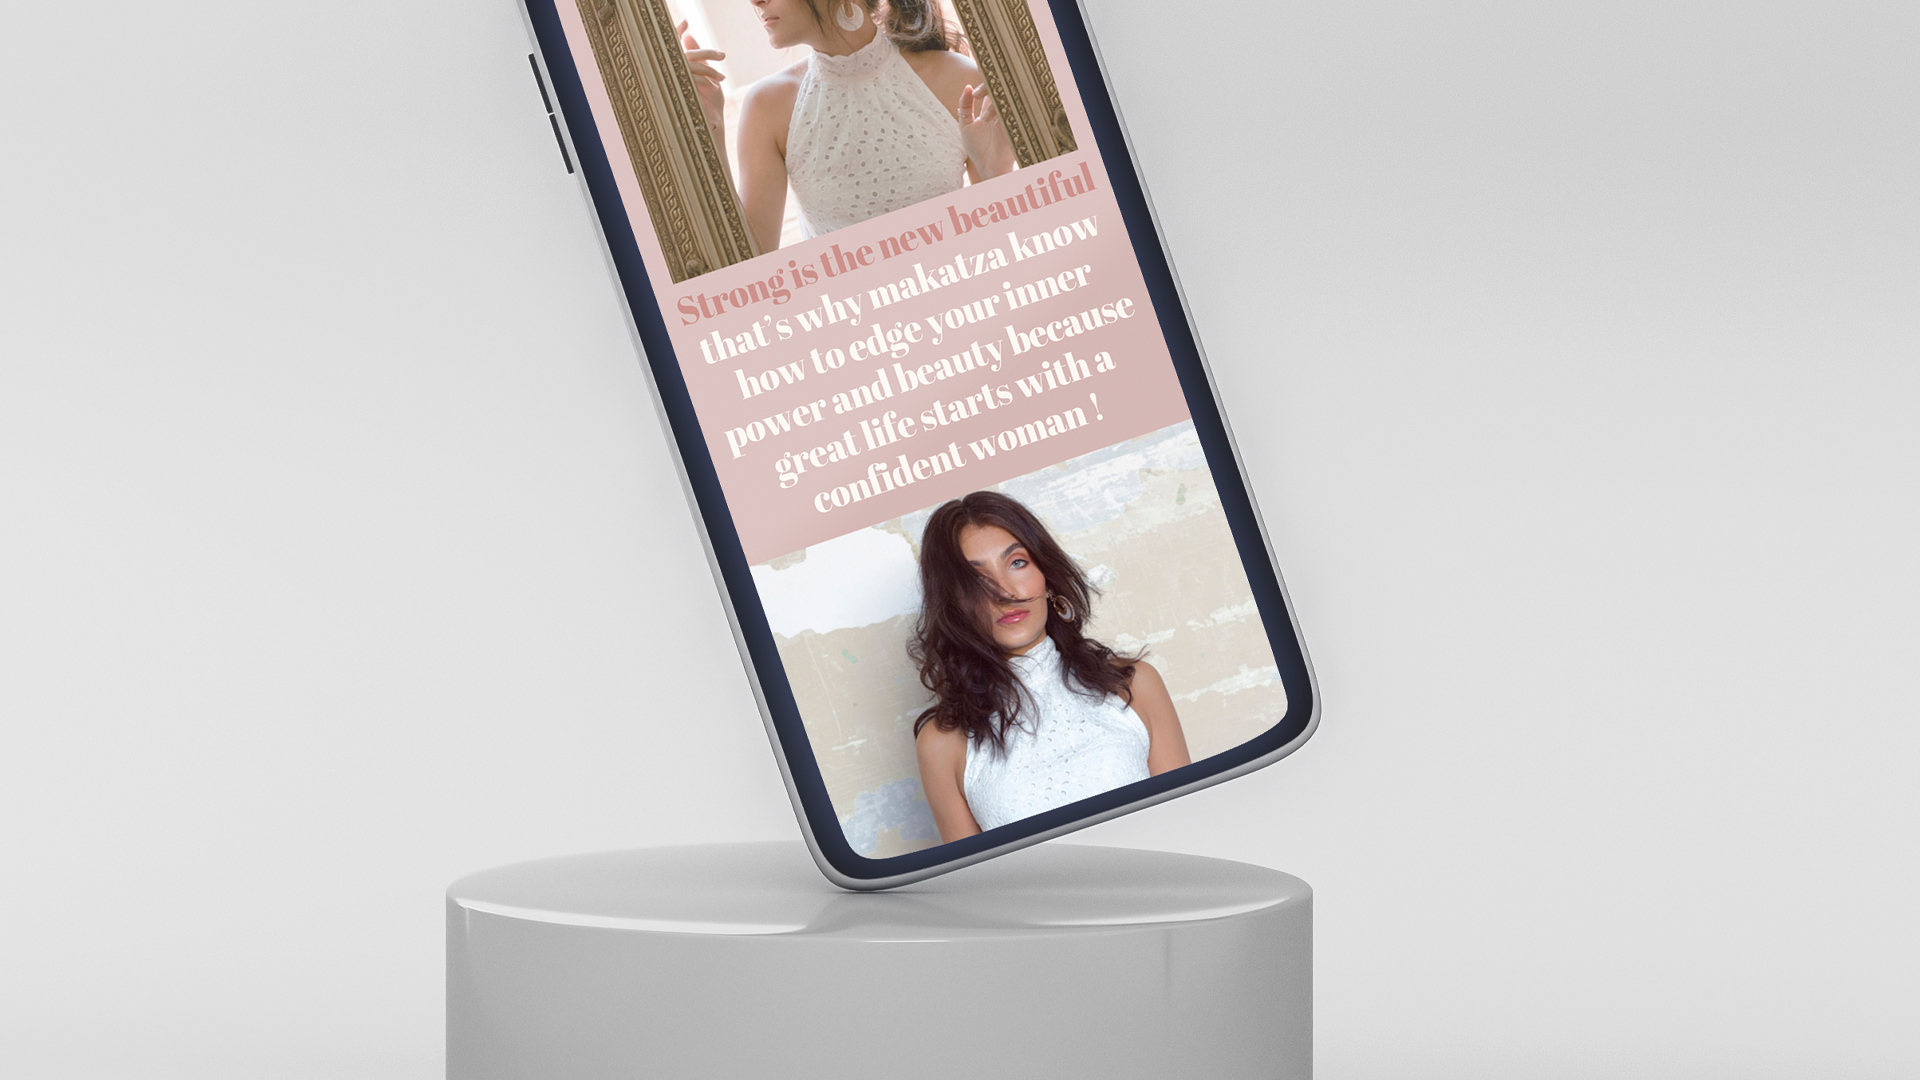 Strong is the new beautiful
that's why makatza know
how to edge your inner
power and beauty because
great life starts with a
confident woman !